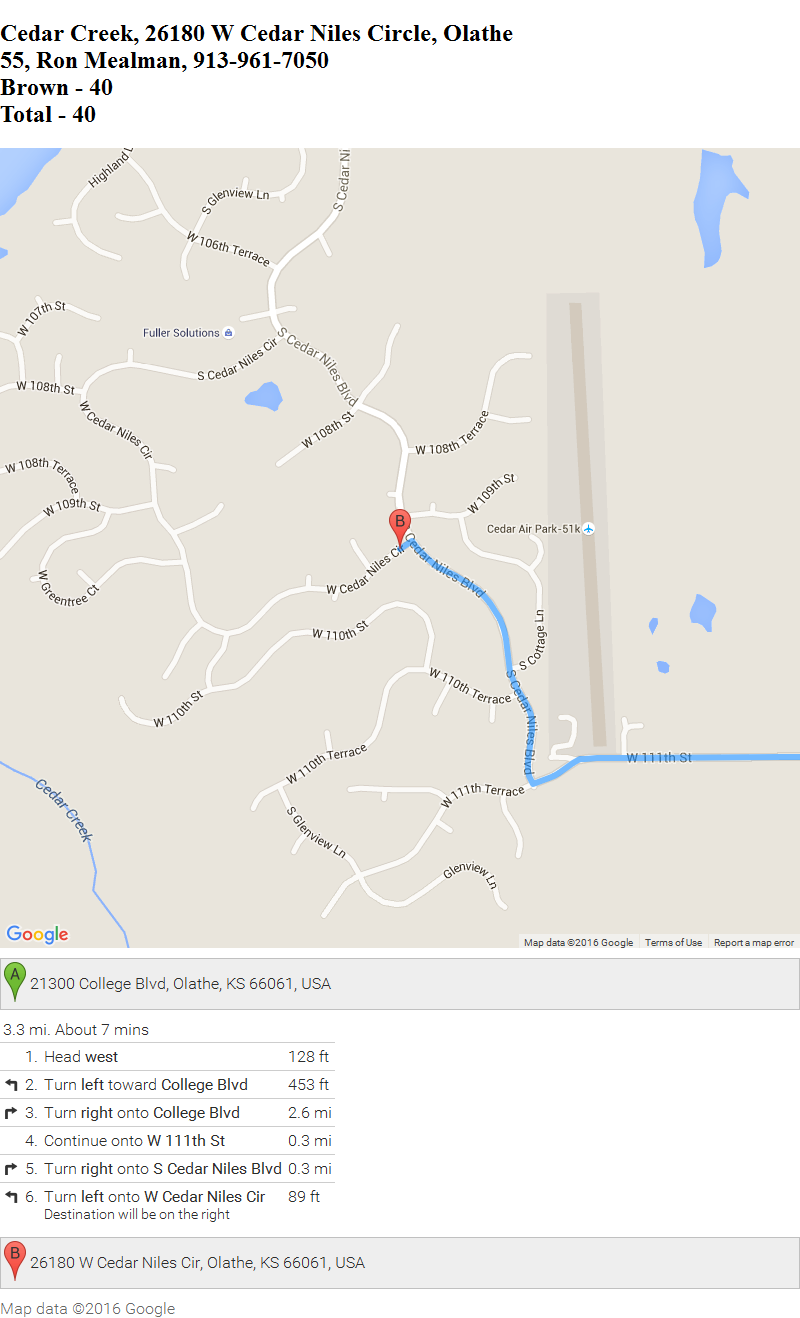 Cedar Creek, 26180 W Cedar Niles Circle, Olathe
55, Ron Mealman, 913-961-7050
Brown - 40
Total - 40
Highland L
S Glenview Ln
S Cedar Ni
W 106th Terrace
W 107th St
Fuller Solutions
S Cedar Niles Cir
S Cedar Niles Blvd
W 108th St
W Cedar Niles Cir
W 108th St
W 108th Terrace
W 108th Terrace
W 109th St
W 109th St
B
Cedar Air Park-51k
Cedar Niles Blvd
W Cedar Niles Cir
W Greentree Ct
W 110th St
S Cottage Ln
W 110th Terrace
S Cedar Niles Blvd
W 110th St
W 110th Terrace
W 111th St
Cedar Creek
W 111th Terrace
S Glenview Ln
Glenview Ln
Google
Map data ©2016 Google Terms of Use Report a map error
A 21300 College Blvd, Olathe, KS 66061, USA
3.3 mi. About 7 mins
1. Head west 128 ft
2. Turn left toward College Blvd 453 ft
3. Turn right onto College Blvd 2.6 mi
4. Continue onto W 111th St 0.3 mi
5. Turn right onto S Cedar Niles Blvd 0.3 mi
6. Turn left onto W Cedar Niles Cir 89 ft
Destination will be on the right
B 26180 W Cedar Niles Cir, Olathe, KS 66061, USA
Map data ©2016 Google